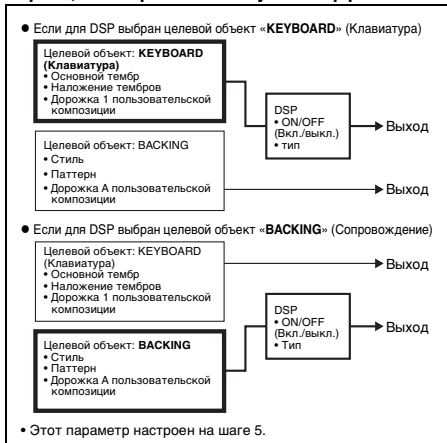 ● Если для DSP выбран целевой объект «KEYBOARD» (Клавиатура)
Целевой объект: KEYBOARD
(Клавиатура)
• Основной тембр
• Наложение тембров
• Дорожка 1 пользовательской
композиции
DSP
• ON/OFF
(Вкл./выкл.)
• тип
Выход
Целевой объект: BACKING
• Стиль
• Паттерн
• Дорожка A пользовательской
композиции
Выход
● Если для DSP выбран целевой объект «BACKING» (Сопровождение)
Целевой объект: KEYBOARD
(Клавиатура)
• Основной тембр
• Наложение тембров
• Дорожка 1 пользовательской
композиции
Выход
DSP
• ON/OFF
(Вкл./выкл.)
• Тип
Выход
Целевой объект: BACKING
• Стиль
• Паттерн
• Дорожка A пользовательской
композиции
• Этот параметр настроен на шаге 5.